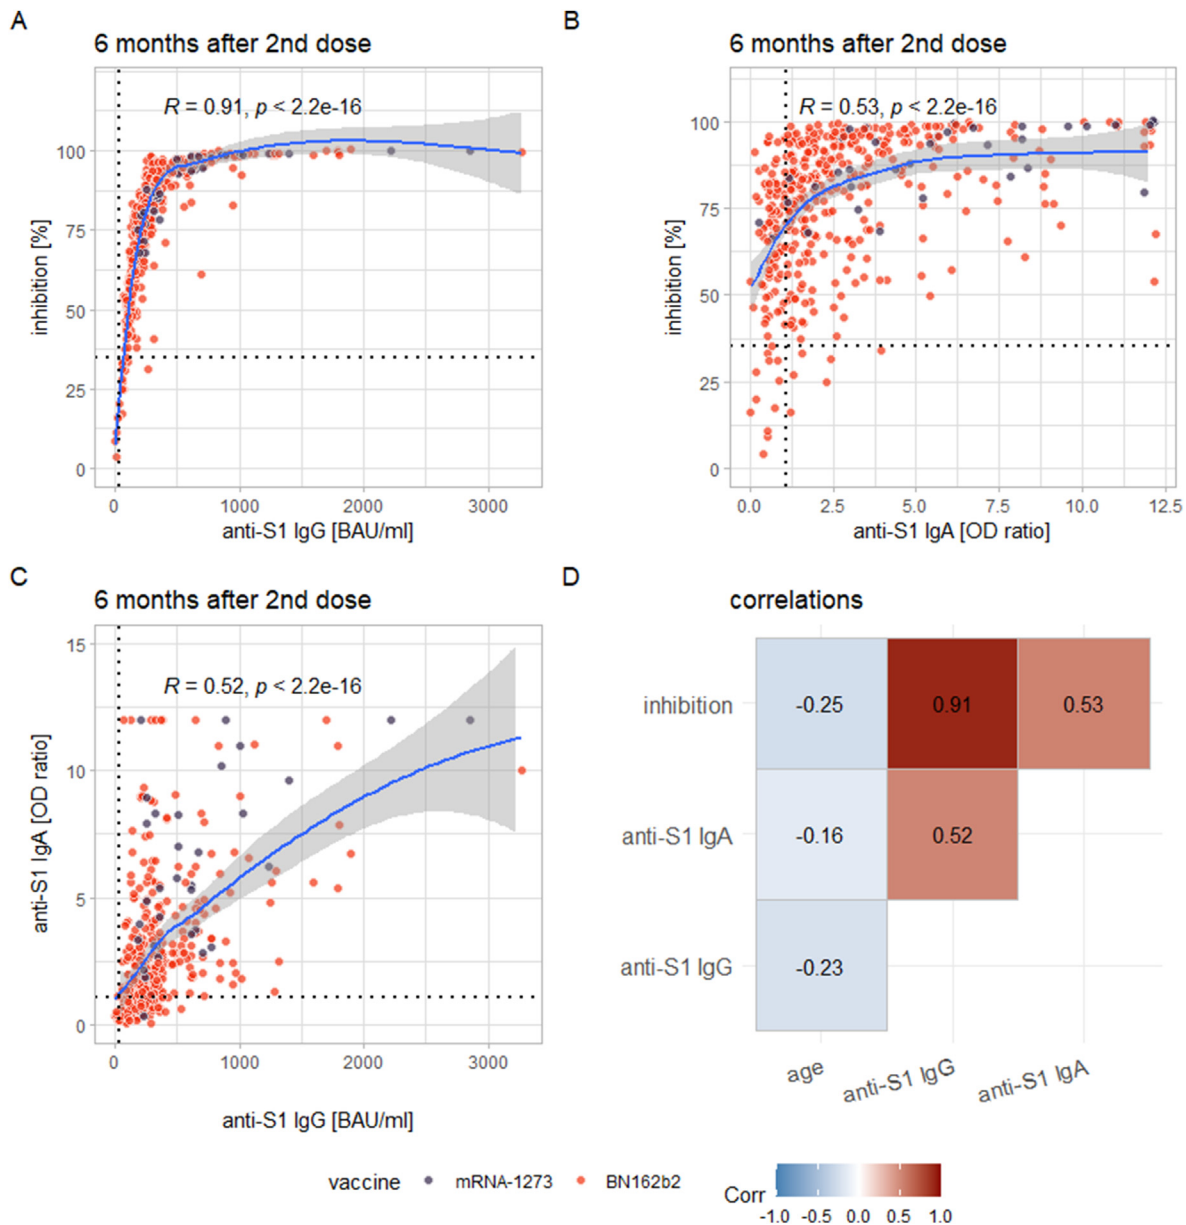 A
6 months after 2nd dose
R = 0.91, p < 2.2e-16
inhibition [%]
100
75
50
25
0
0 1000 2000 3000
anti-S1 IgG [BAU/ml]
B
6 months after 2nd dose
R = 0.53, p < 2.2e-16
inhibition [%]
100
75
50
25
0
0.0 2.5 5.0 7.5 10.0 12.5
anti-S1 IgA [OD ratio]
C
6 months after 2nd dose
R = 0.52, p < 2.2e-16
anti-S1 IgA [OD ratio]
15
10
5
0
0 1000 2000 3000
anti-S1 IgG [BAU/ml]
D
correlations
inhibition -0.25 0.91 0.53
anti-S1 IgA -0.16 0.52
anti-S1 IgG -0.23
age anti-S1 IgG anti-S1 IgA
vaccine mRNA-1273 BN162b2
Corr
-1.0 -0.5 0.0 0.5 1.0